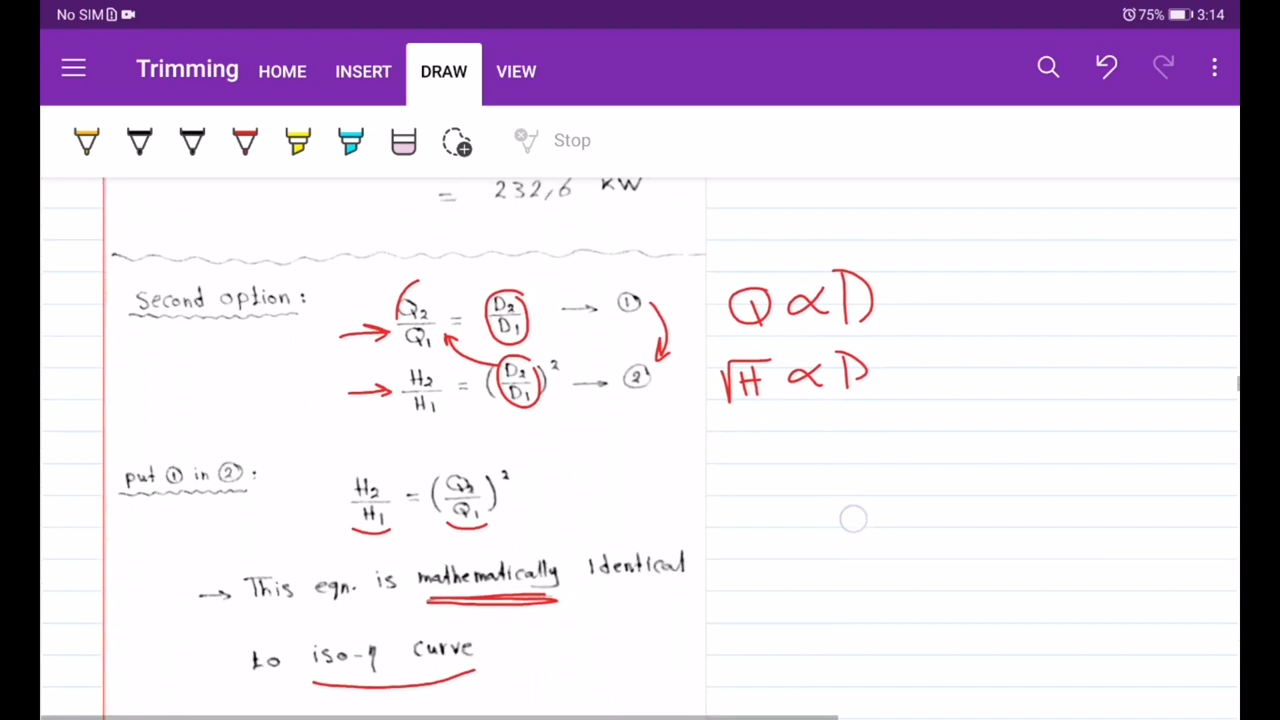 No SIM 75% 3:14
Trimming HOME INSERT DRAW VIEW
Stop
= 232,6 KW
Second option:
Q2/Q1 = D2/D1 → ①
H2/H1 = (D2/D1)² → ②
Q ∝ D
√H ∝ D
put ① in ② :
H2/H1 = (Q2/Q1)²
→ This eqn. is mathematically identical
to iso-η curve